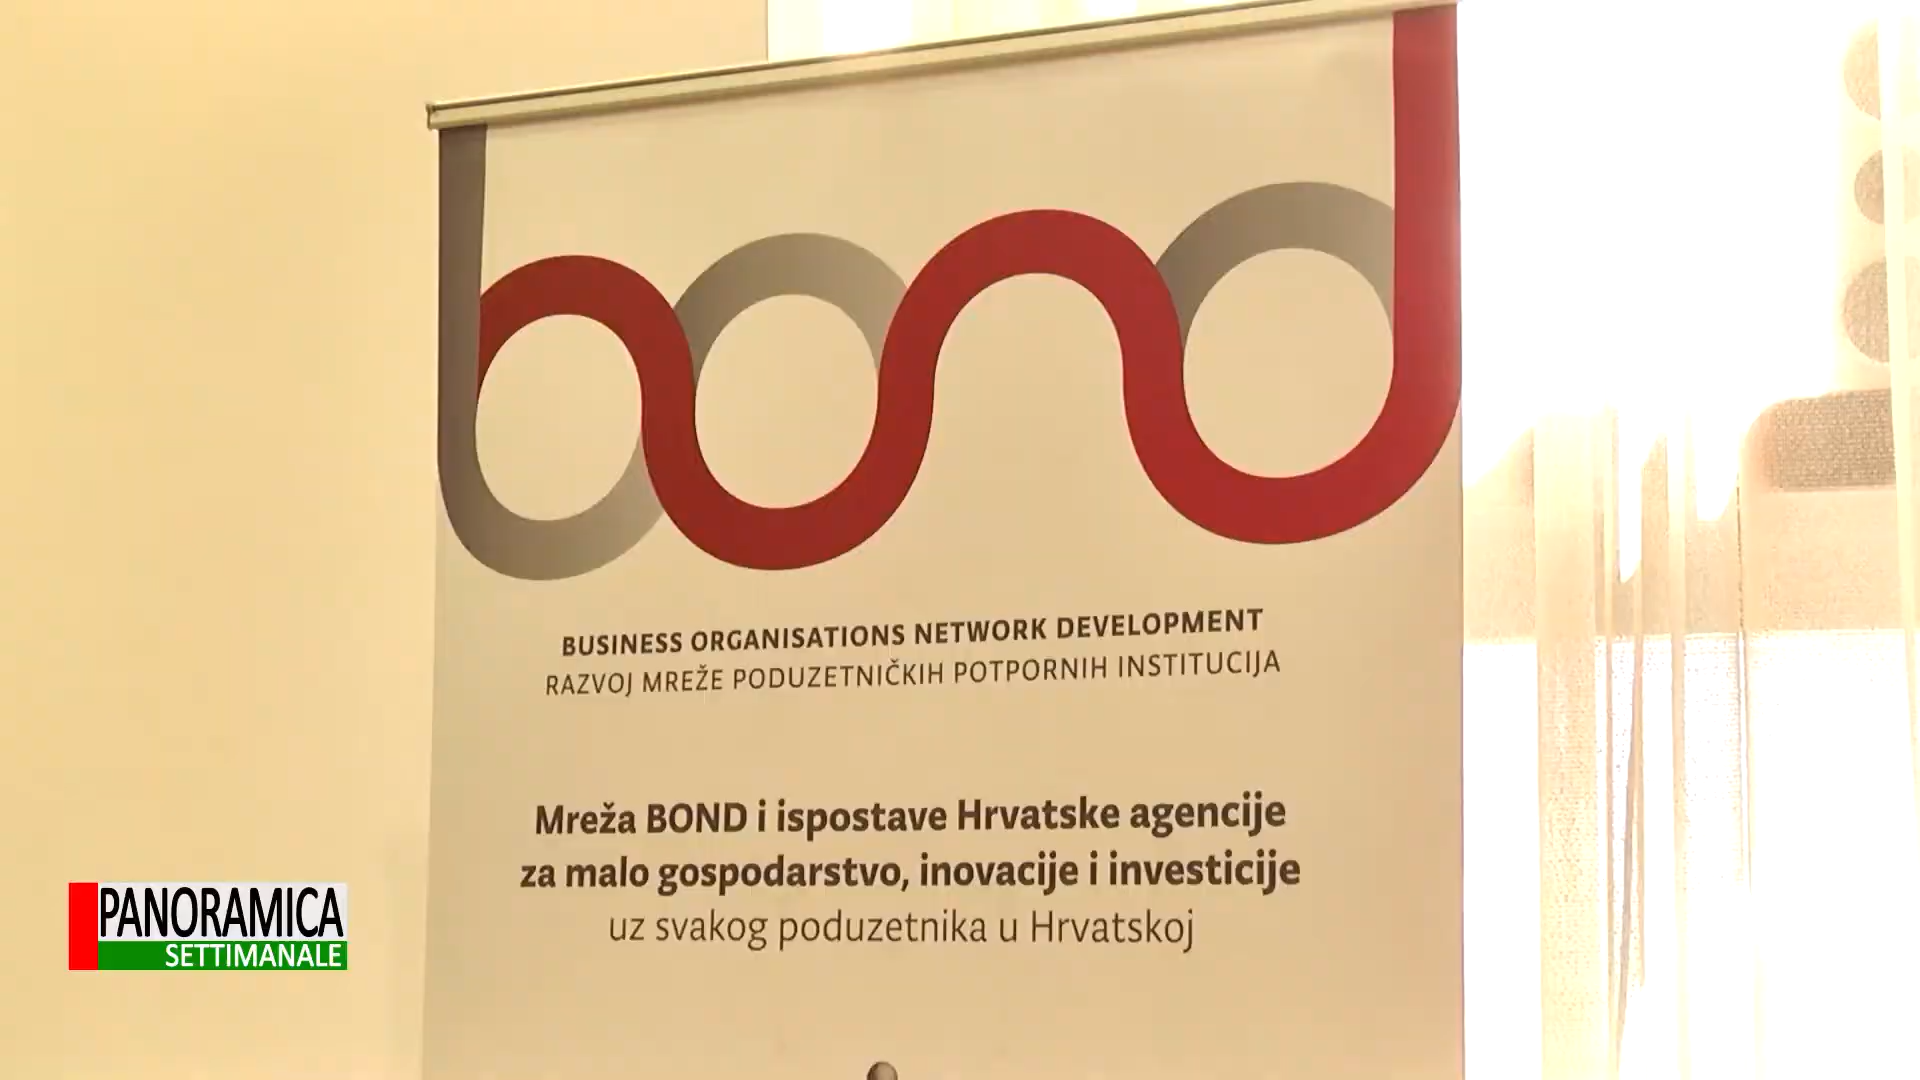 bond
BUSINESS ORGANISATIONS NETWORK DEVELOPMENT
RAZVOJ MREŽE PODUZETNIČKIH POTPORNIH INSTITUCIJA
Mreža BOND i ispostave Hrvatske agencije
za malo gospodarstvo, inovacije i investicije
uz svakog poduzetnika u Hrvatskoj
PANORAMICA
SETTIMANALE